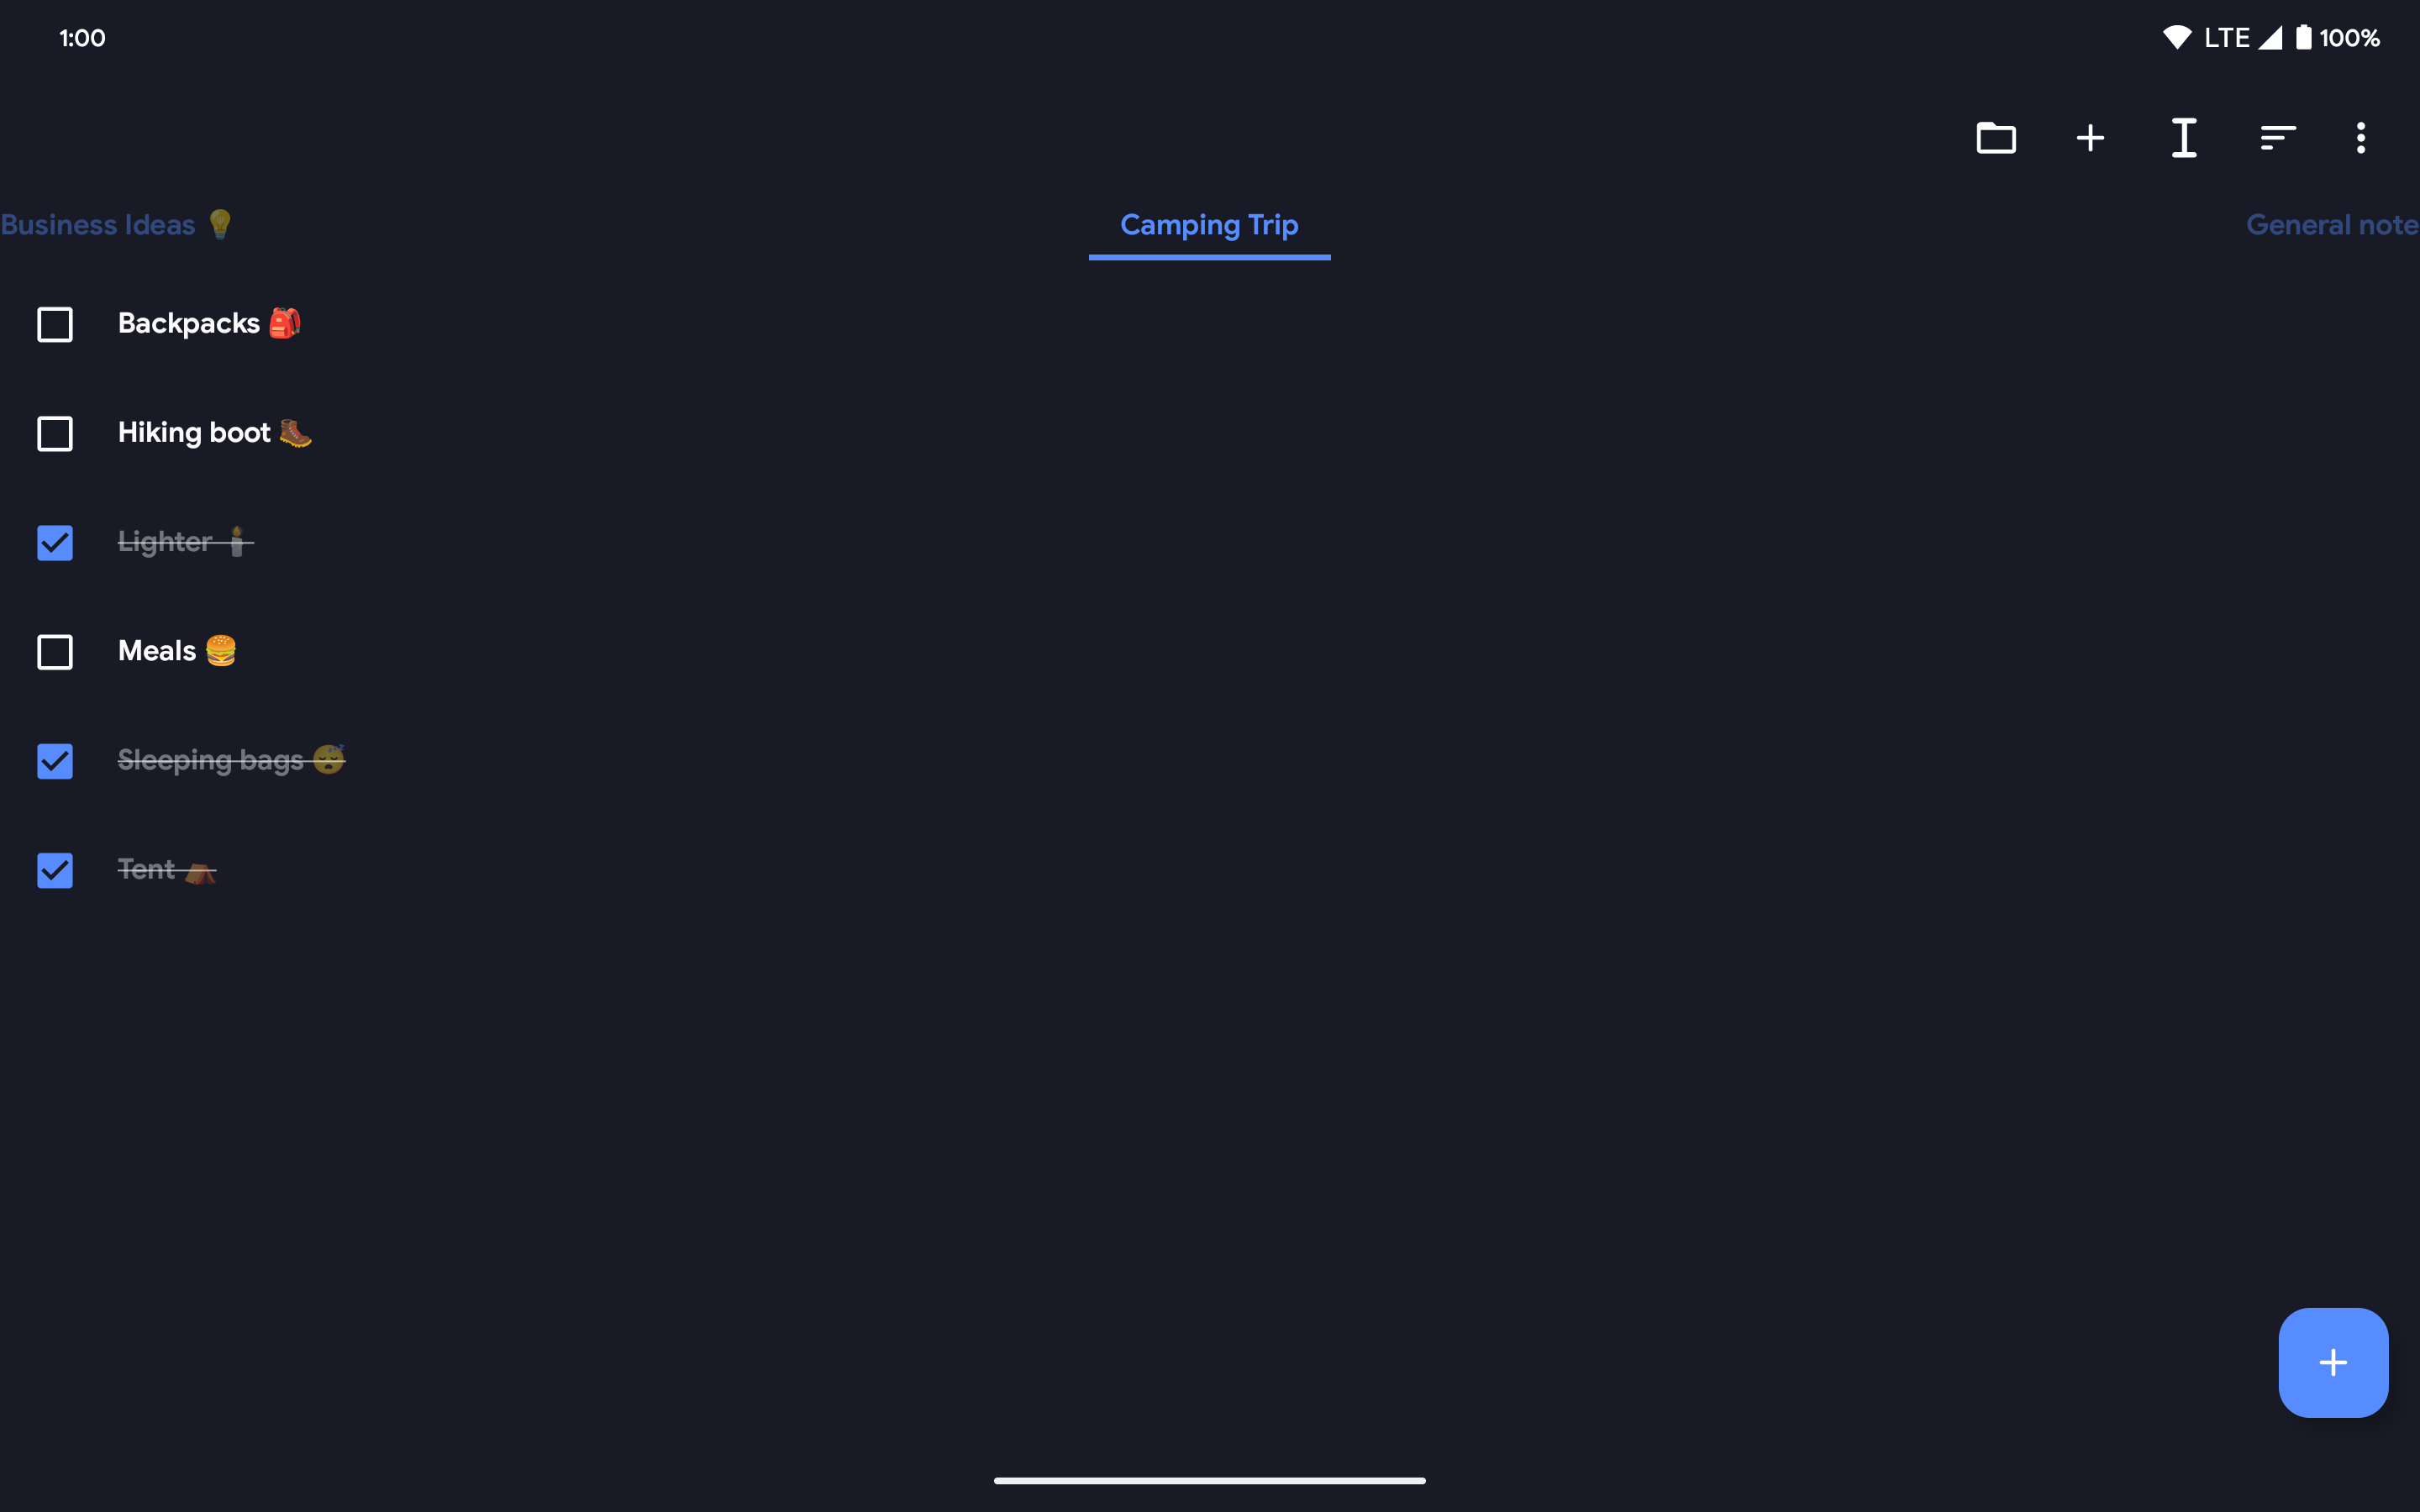 1:00
LTE 100%
Business Ideas 💡
Camping Trip
General note
Backpacks 🎒
Hiking boot 🥾
Lighter 🕯
Meals 🍔
Sleeping bags 😴
Tent ⛺